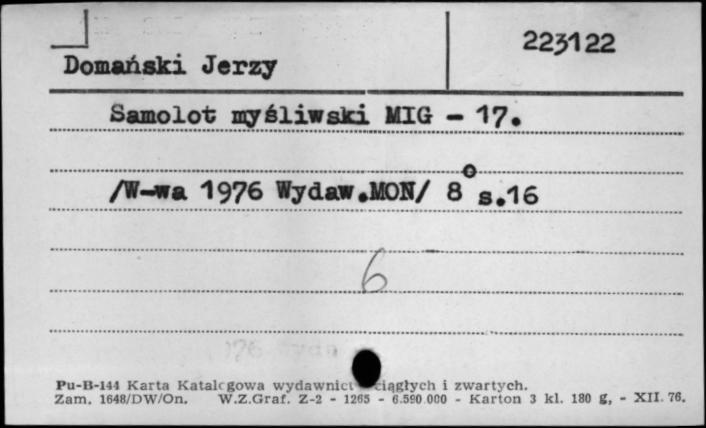 223122
Domański Jerzy
Samolot myśliwski MIG - 17.
/W-wa 1976 Wydaw.MON/ 8° s.16
6
Pu-B-144 Karta Katalogowa wydawnict ciągłych i zwartych.
Zam. 1648/DW/On. W.Z.Graf. Z-2 - 1265 - 6.590.000 - Karton 3 kl. 180 g, - XII. 76.